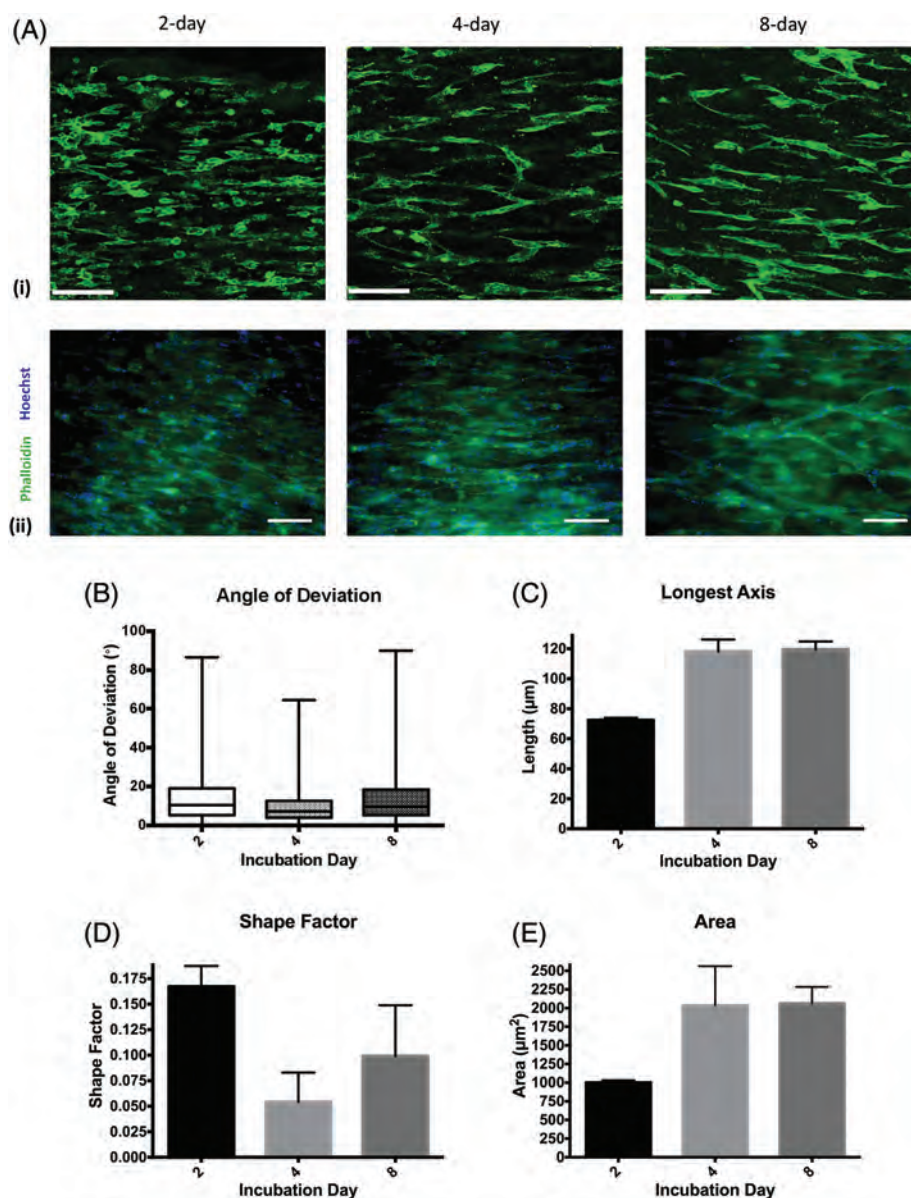 (A)
2-day 4-day 8-day
(i)
Phalloidin Hoechst
(ii)
(B)
Angle of Deviation
Angle of Deviation (°)
100
80
60
40
20
0
2 4 8
Incubation Day
(C)
Longest Axis
Length (µm)
120
100
80
60
40
20
0
2 4 8
Incubation Day
(D)
Shape Factor
Shape Factor
0.175
0.150
0.125
0.100
0.075
0.050
0.025
0.000
2 4 8
Incubation Day
(E)
Area
Area (µm²)
2500
2250
2000
1750
1500
1250
1000
750
500
250
0
2 4 8
Incubation Day